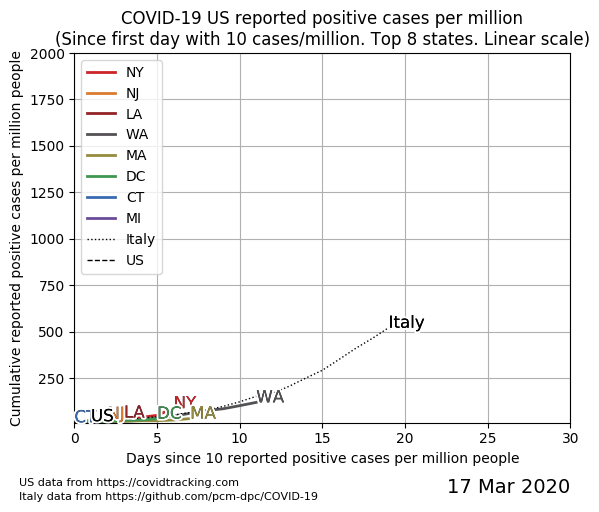 COVID-19 US reported positive cases per million
(Since first day with 10 cases/million. Top 8 states. Linear scale)
Cumulative reported positive cases per million people
2000
1750
1500
1250
1000
750
500
250
NY
NJ
LA
WA
MA
DC
CT
MI
Italy
US
Italy
WA
NY
CT
US
NJ
LA
DC
MA
0
5
10
15
20
25
30
Days since 10 reported positive cases per million people
US data from https://covidtracking.com
Italy data from https://github.com/pcm-dpc/COVID-19
17 Mar 2020